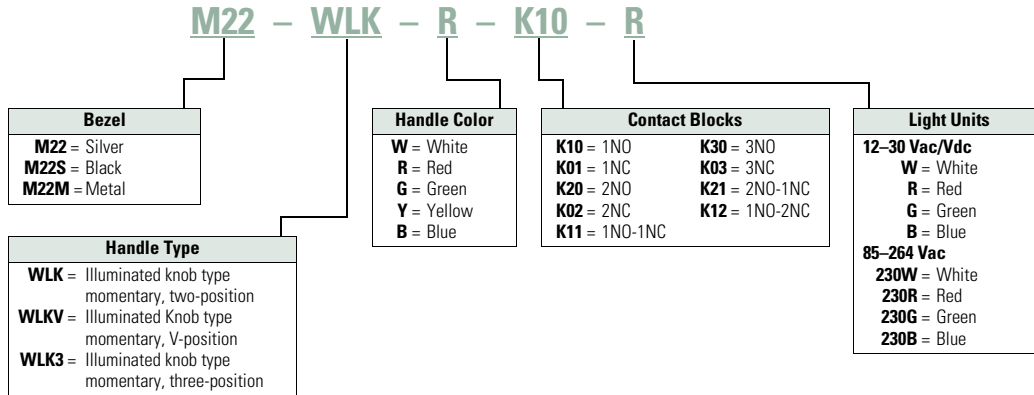 M22 – WLK – R – K10 – R
Bezel
M22 = Silver
M22S = Black
M22M = Metal
Handle Type
WLK = Illuminated knob type
momentary, two-position
WLKV = Illuminated Knob type
momentary, V-position
WLK3 = Illuminated knob type
momentary, three-position
Handle Color
W = White
R = Red
G = Green
Y = Yellow
B = Blue
Contact Blocks
K10 = 1NO K30 = 3NO
K01 = 1NC K03 = 3NC
K20 = 2NO K21 = 2NO-1NC
K02 = 2NC K12 = 1NO-2NC
K11 = 1NO-1NC
Light Units
12–30 Vac/Vdc
W = White
R = Red
G = Green
B = Blue
85–264 Vac
230W = White
230R = Red
230G = Green
230B = Blue